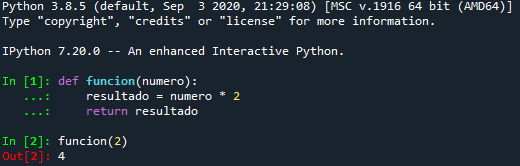 Python 3.8.5 (default, Sep  3 2020, 21:29:08) [MSC v.1916 64 bit (AMD64)]
Type "copyright", "credits" or "license" for more information.

IPython 7.20.0 -- An enhanced Interactive Python.

In [1]: def funcion(numero):
   ...:     resultado = numero * 2
   ...:     return resultado

In [2]: funcion(2)
Out[2]: 4